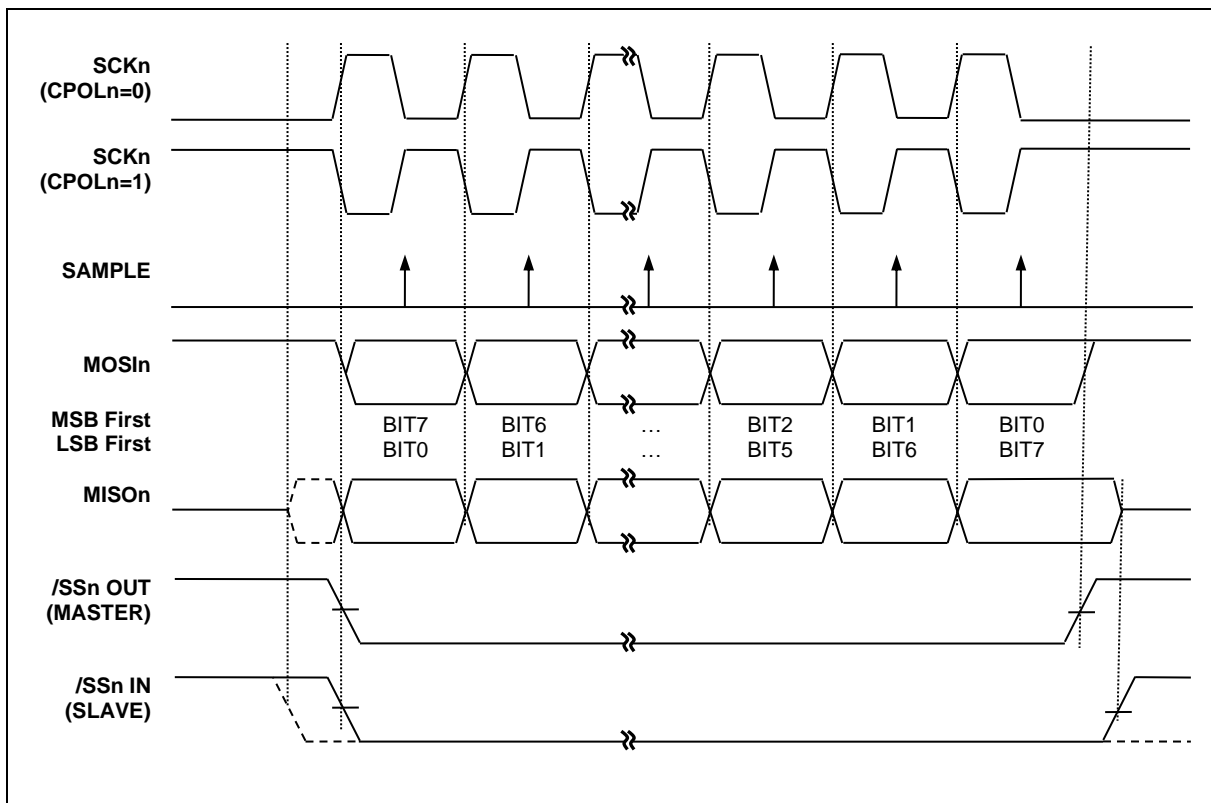 SCKn
(CPOLn=0)
SCKn
(CPOLn=1)
SAMPLE
MOSIn
MSB First BIT7 BIT6 … BIT2 BIT1 BIT0
LSB First BIT0 BIT1 … BIT5 BIT6 BIT7
MISOn
/SSn OUT
(MASTER)
/SSn IN
(SLAVE)